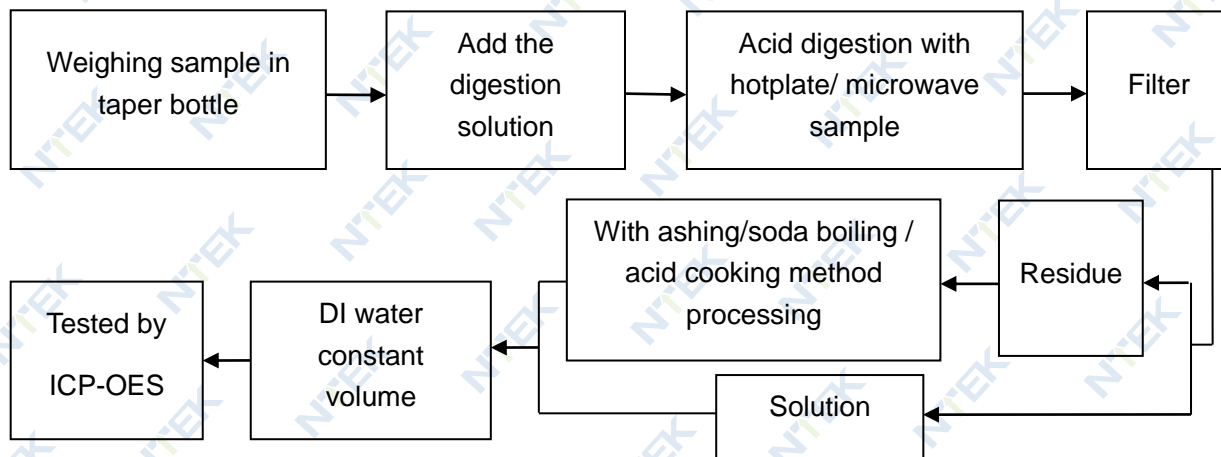 Weighing sample in
taper bottle
Add the
digestion
solution
Acid digestion with
hotplate/ microwave
sample
Filter
With ashing/soda boiling /
acid cooking method
processing
Residue
Tested by
ICP-OES
DI water
constant
volume
Solution
NTEK